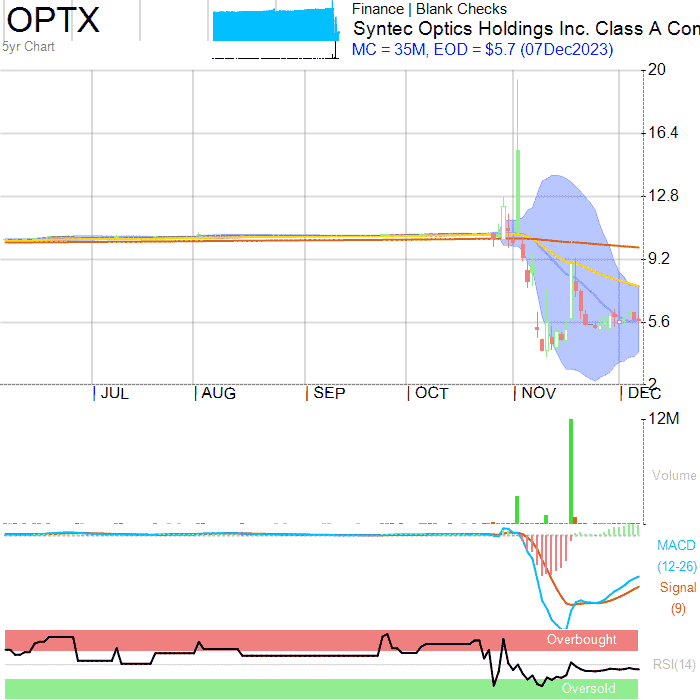 OPTX
5yr Chart
Finance | Blank Checks
Syntec Optics Holdings Inc. Class A Con
MC = 35M, EOD = $5.7 (07Dec2023)
20
16.4
12.8
9.2
5.6
2
JUL AUG SEP OCT NOV DEC
12M
Volume
MACD
(12-26)
Signal
(9)
Overbought
RSI(14)
Oversold